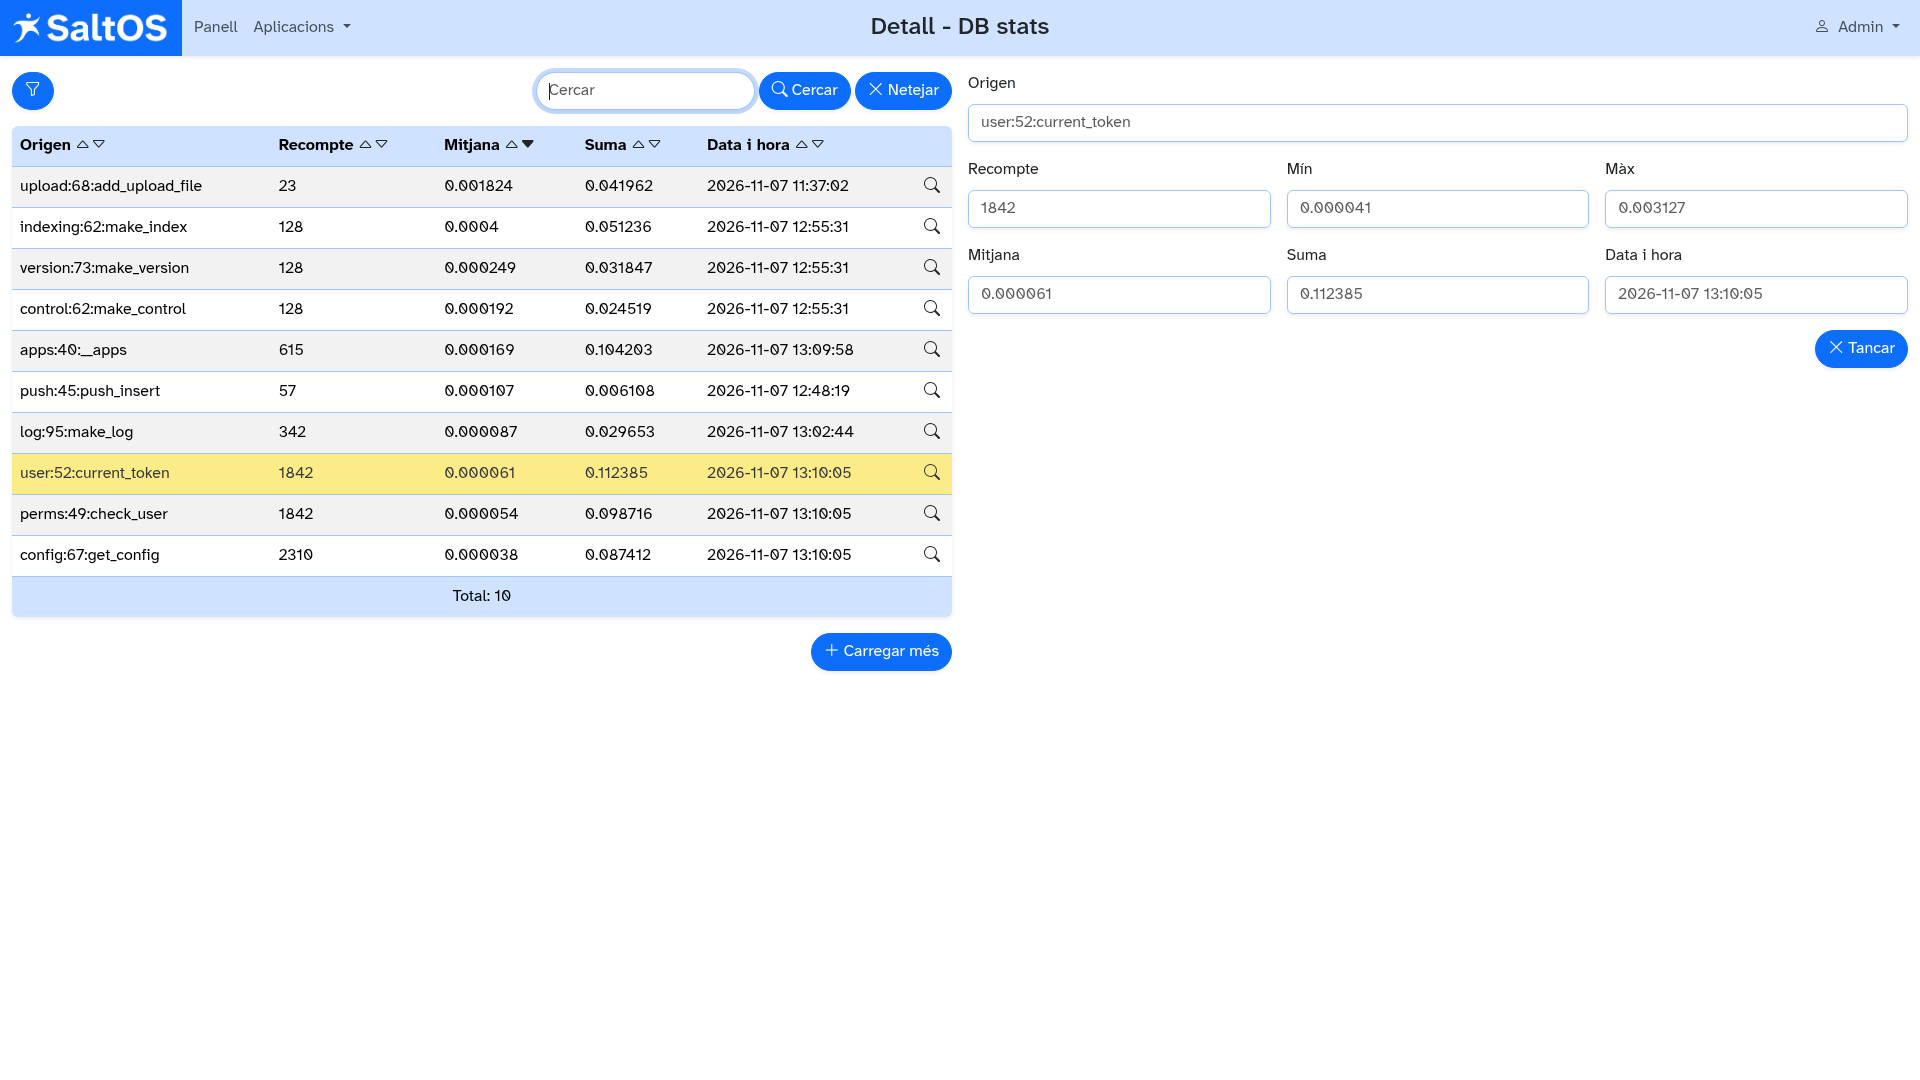 SaltOS Panell Aplicacions Detall - DB stats Admin
Cercar Cercar Netejar
Origen Recompte Mitjana Suma Data i hora
upload:68:add_upload_file 23 0.001824 0.041962 2026-11-07 11:37:02
indexing:62:make_index 128 0.0004 0.051236 2026-11-07 12:55:31
version:73:make_version 128 0.000249 0.031847 2026-11-07 12:55:31
control:62:make_control 128 0.000192 0.024519 2026-11-07 12:55:31
apps:40:__apps 615 0.000169 0.104203 2026-11-07 13:09:58
push:45:push_insert 57 0.000107 0.006108 2026-11-07 12:48:19
log:95:make_log 342 0.000087 0.029653 2026-11-07 13:02:44
user:52:current_token 1842 0.000061 0.112385 2026-11-07 13:10:05
perms:49:check_user 1842 0.000054 0.098716 2026-11-07 13:10:05
config:67:get_config 2310 0.000038 0.087412 2026-11-07 13:10:05
Total: 10
Carregar més
Origen
user:52:current_token
Recompte Mín Màx
1842 0.000041 0.003127
Mitjana Suma Data i hora
0.000061 0.112385 2026-11-07 13:10:05
Tancar